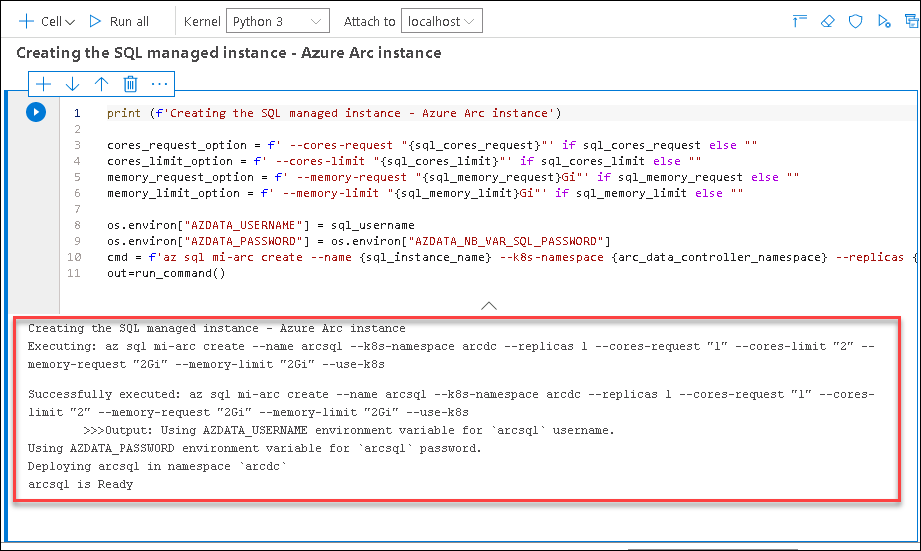 Cell Run all Kernel Python 3 Attach to localhost
Creating the SQL managed instance - Azure Arc instance
1 print (f'Creating the SQL managed instance - Azure Arc instance')
2
3 cores_request_option = f' --cores-request "{sql_cores_request}"' if sql_cores_request else ""
4 cores_limit_option = f' --cores-limit "{sql_cores_limit}"' if sql_cores_limit else ""
5 memory_request_option = f' --memory-request "{sql_memory_request}Gi"' if sql_memory_request else ""
6 memory_limit_option = f' --memory-limit "{sql_memory_limit}Gi"' if sql_memory_limit else ""
7
8 os.environ["AZDATA_USERNAME"] = sql_username
9 os.environ["AZDATA_PASSWORD"] = os.environ["AZDATA_NB_VAR_SQL_PASSWORD"]
10 cmd = f'az sql mi-arc create --name {sql_instance_name} --k8s-namespace {arc_data_controller_namespace} --replicas {
11 out=run_command()
Creating the SQL managed instance - Azure Arc instance
Executing: az sql mi-arc create --name arcsql --k8s-namespace arcdc --replicas 1 --cores-request "1" --cores-limit "2" --
memory-request "2Gi" --memory-limit "2Gi" --use-k8s
Successfully executed: az sql mi-arc create --name arcsql --k8s-namespace arcdc --replicas 1 --cores-request "1" --cores-
limit "2" --memory-request "2Gi" --memory-limit "2Gi" --use-k8s
>>>Output: Using AZDATA_USERNAME environment variable for `arcsql` username.
Using AZDATA_PASSWORD environment variable for `arcsql` password.
Deploying arcsql in namespace `arcdc`
arcsql is Ready